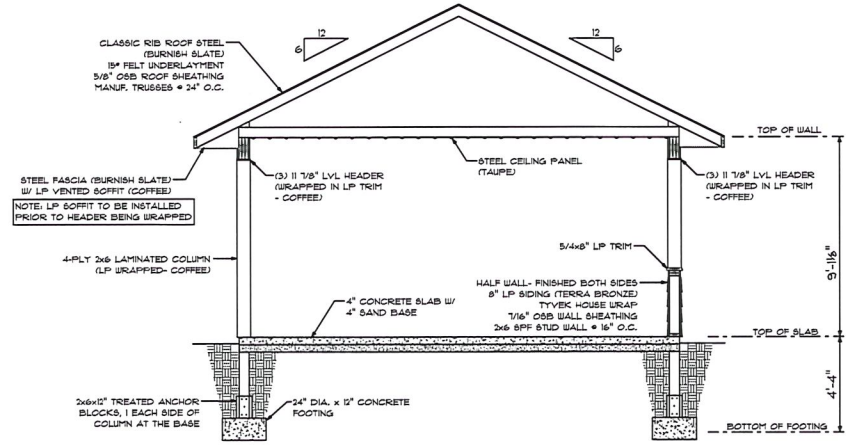 12
6
12
6
CLASSIC RIB ROOF STEEL
(BURNISH SLATE)
15# FELT UNDERLAYMENT
5/8" OSB ROOF SHEATHING
MANUF. TRUSSES @ 24" O.C.
TOP OF WALL
STEEL CEILING PANEL
(TAUPE)
STEEL FASCIA (BURNISH SLATE)
W/ LP VENTED SOFFIT (COFFEE)
NOTE: LP SOFFIT TO BE INSTALLED
PRIOR TO HEADER BEING WRAPPED
(3) 11 7/8" LVL HEADER
(WRAPPED IN LP TRIM
- COFFEE)
(3) 11 7/8" LVL HEADER
(WRAPPED IN LP TRIM
- COFFEE)
4-PLY 2x6 LAMINATED COLUMN
(LP WRAPPED- COFFEE)
5/4x8" LP TRIM
HALF WALL- FINISHED BOTH SIDES
8" LP SIDING (TERRA BRONZE)
TYVEK HOUSE WRAP
7/16" OSB WALL SHEATHING
2x6 SPF STUD WALL @ 16" O.C.
4" CONCRETE SLAB W/
4" SAND BASE
TOP OF SLAB
4'-4"
2x6x12" TREATED ANCHOR
BLOCKS, 1 EACH SIDE OF
COLUMN AT THE BASE
24" DIA. x 12" CONCRETE
FOOTING
BOTTOM OF FOOTING